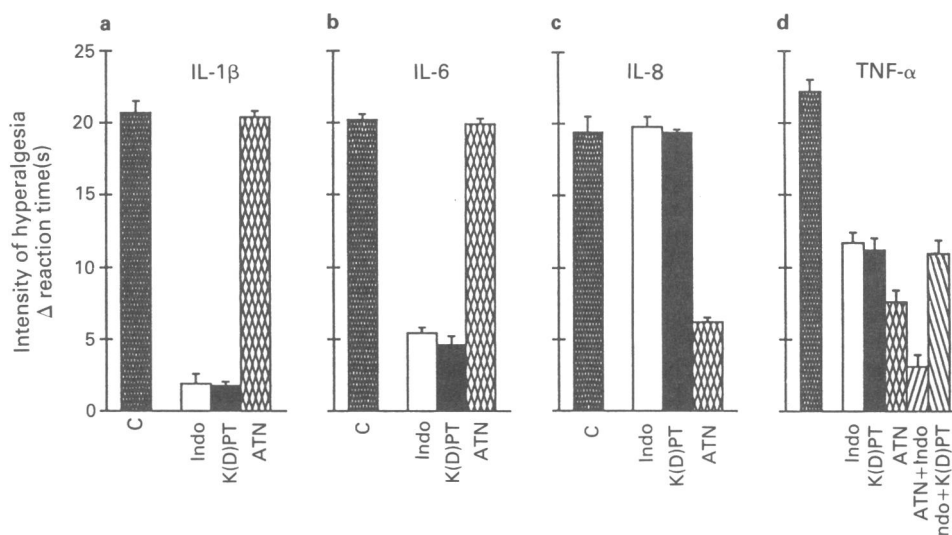 a
b
c
d
25
20
15
10
5
0
Intensity of hyperalgesia
Δ reaction time(s)
IL-1β
IL-6
IL-8
TNF-α
C
Indo
K(D)PT
ATN
C
Indo
K(D)PT
ATN
C
Indo
K(D)PT
ATN
Indo
K(D)PT
ATN
ATN+Indo
Indo+K(D)PT